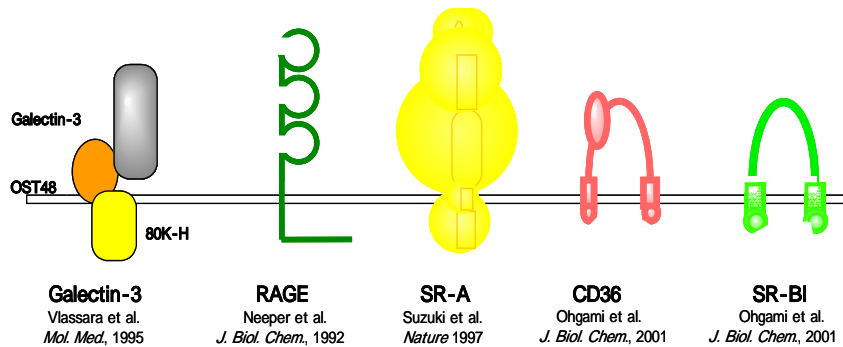 Galectin-3
OST48
80K-H
Galectin-3
Vlassara et al.
Mol. Med., 1995
RAGE
Neeper et al.
J. Biol. Chem., 1992
SR-A
Suzuki et al.
Nature 1997
CD36
Ohgami et al.
J. Biol. Chem., 2001
SR-BI
Ohgami et al.
J. Biol. Chem., 2001